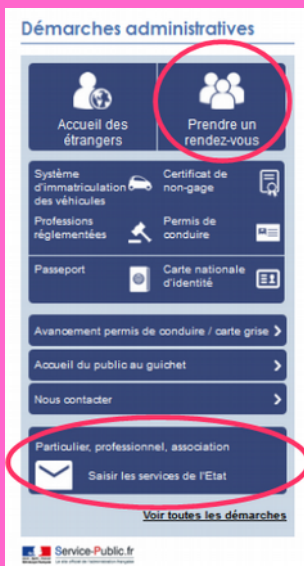 Démarches administratives
Accueil des
étrangers
Prendre un
rendez-vous
Système
d'immatriculation
des véhicules
Certificat de
non-gage
Professions
réglementées
Permis de
conduire
Passeport
Carte nationale
d'identité
Avancement permis de conduire / carte grise
Accueil du public au guichet
Nous contacter
Particulier, professionnel, association
Saisir les services de l'Etat
Voir toutes les démarches
Service-Public.fr